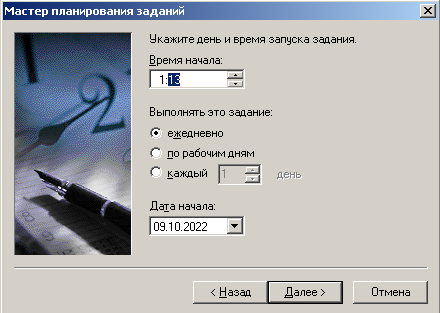 Мастер планирования заданий
Укажите день и время запуска задания.
Время начала:
1:13
Выполнять это задание:
ежедневно
по рабочим дням
каждый 1 день
Дата начала:
09.10.2022
< Назад Далее > Отмена